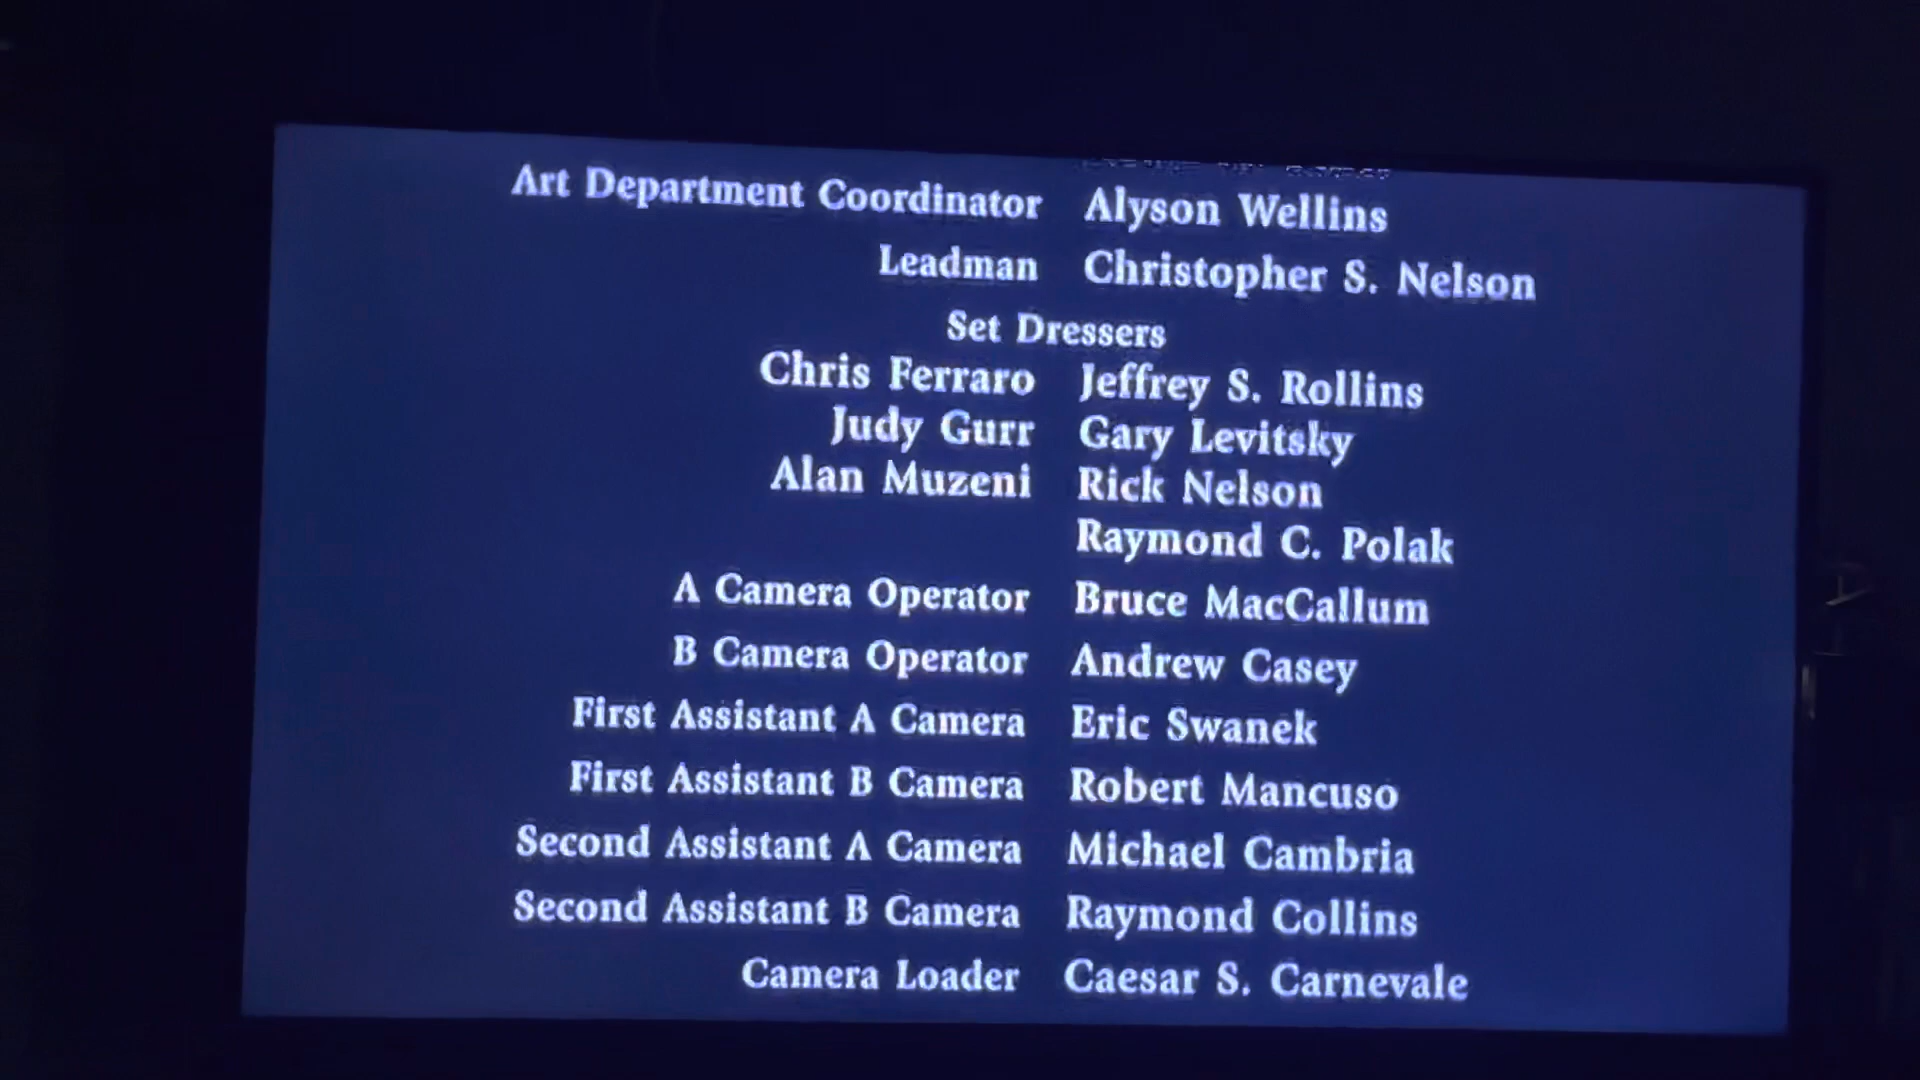 Art Department Coordinator Alyson Wellins
Leadman Christopher S. Nelson
Set Dressers
Chris Ferraro Jeffrey S. Rollins
Judy Gurr Gary Levitsky
Alan Muzeni Rick Nelson
Raymond C. Polak
A Camera Operator Bruce MacCallum
B Camera Operator Andrew Casey
First Assistant A Camera Eric Swanek
First Assistant B Camera Robert Mancuso
Second Assistant A Camera Michael Cambria
Second Assistant B Camera Raymond Collins
Camera Loader Caesar S. Carnevale